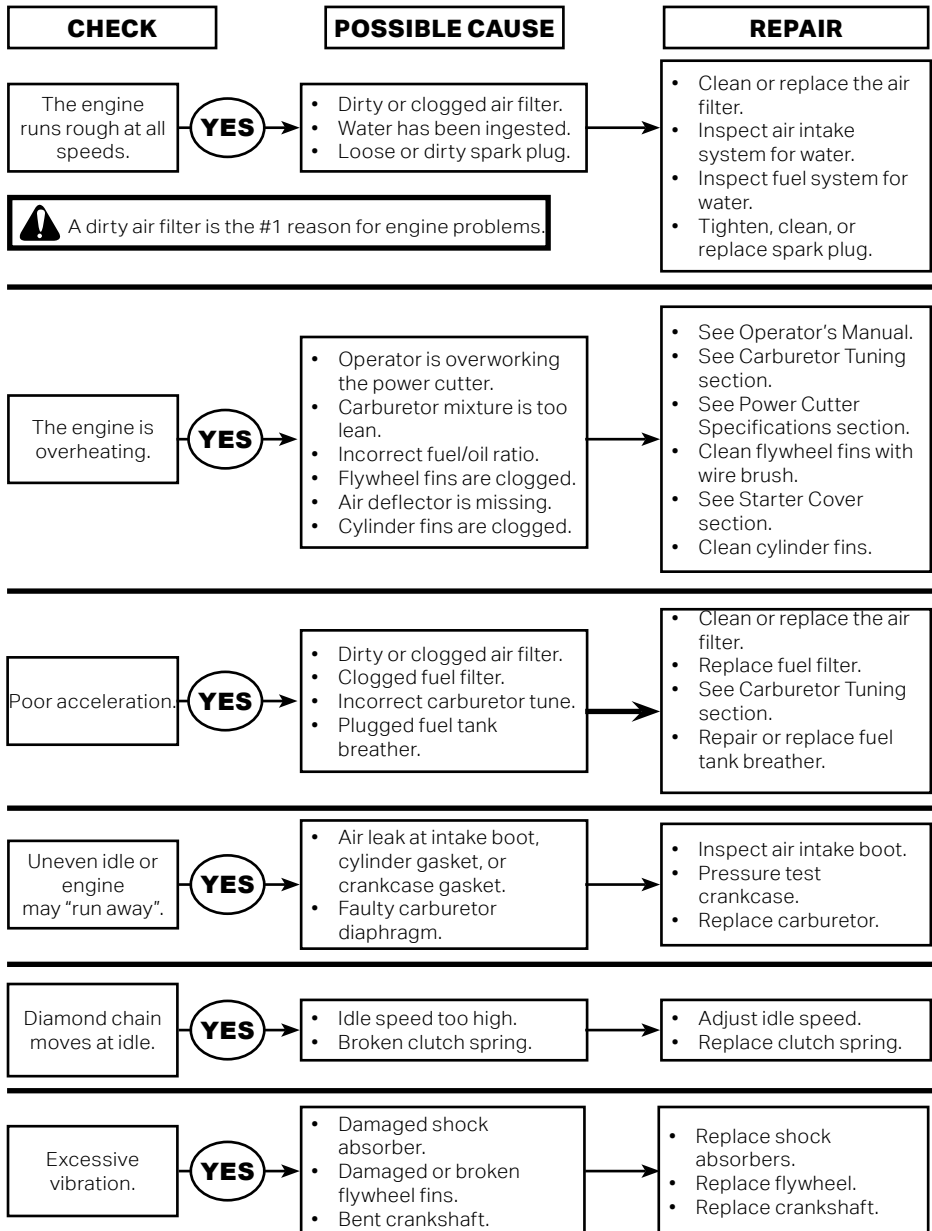 CHECK
POSSIBLE CAUSE
REPAIR
The engine
runs rough at all
speeds.
YES
• Dirty or clogged air filter.
• Water has been ingested.
• Loose or dirty spark plug.
• Clean or replace the air
filter.
• Inspect air intake
system for water.
• Inspect fuel system for
water.
• Tighten, clean, or
replace spark plug.
A dirty air filter is the #1 reason for engine problems.
The engine is
overheating.
YES
• Operator is overworking
the power cutter.
• Carburetor mixture is too
lean.
• Incorrect fuel/oil ratio.
• Flywheel fins are clogged.
• Air deflector is missing.
• Cylinder fins are clogged.
• See Operator’s Manual.
• See Carburetor Tuning
section.
• See Power Cutter
Specifications section.
• Clean flywheel fins with
wire brush.
• See Starter Cover
section.
• Clean cylinder fins.
Poor acceleration.
YES
• Dirty or clogged air filter.
• Clogged fuel filter.
• Incorrect carburetor tune.
• Plugged fuel tank
breather.
• Clean or replace the air
filter.
• Replace fuel filter.
• See Carburetor Tuning
section.
• Repair or replace fuel
tank breather.
Uneven idle or
engine
may “run away”.
YES
• Air leak at intake boot,
cylinder gasket, or
crankcase gasket.
• Faulty carburetor
diaphragm.
• Inspect air intake boot.
• Pressure test
crankcase.
• Replace carburetor.
Diamond chain
moves at idle.
YES
• Idle speed too high.
• Broken clutch spring.
• Adjust idle speed.
• Replace clutch spring.
Excessive
vibration.
YES
• Damaged shock
absorber.
• Damaged or broken
flywheel fins.
• Bent crankshaft.
• Replace shock
absorbers.
• Replace flywheel.
• Replace crankshaft.